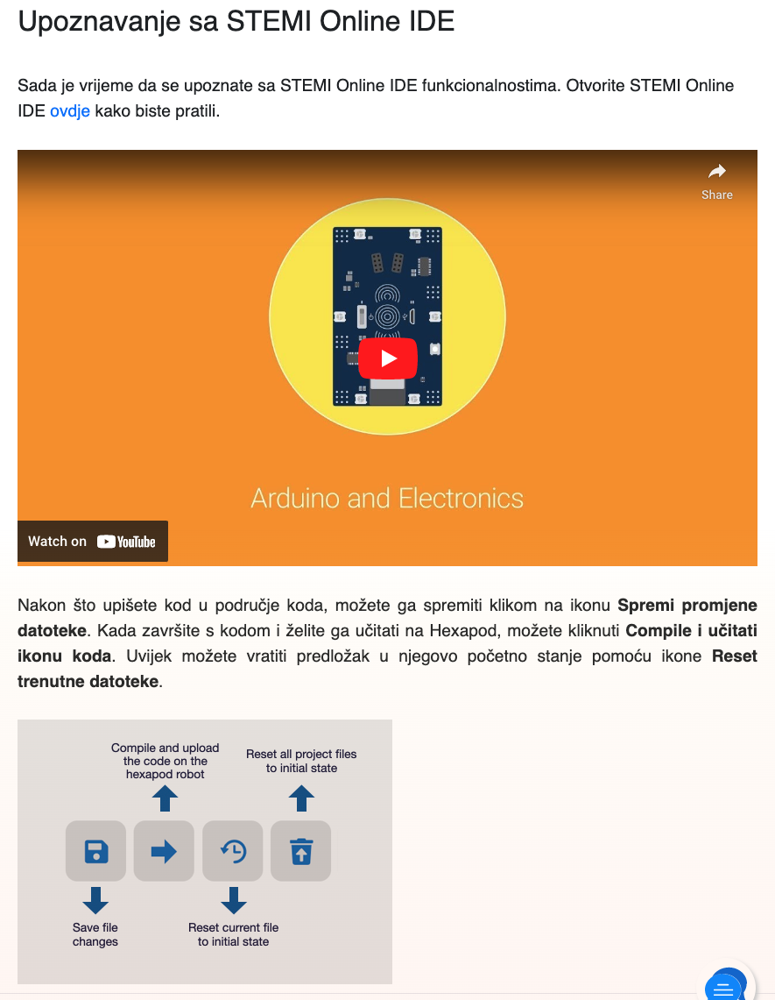 Upoznavanje sa STEMI Online IDE
Sada je vrijeme da se upoznate sa STEMI Online IDE funkcionalnostima. Otvorite STEMI Online
IDE ovdje kako biste pratili.
Share
Arduino and Electronics
Watch on YouTube
Nakon što upišete kod u područje koda, možete ga spremiti klikom na ikonu Spremi promjene
datoteke. Kada završite s kodom i želite ga učitati na Hexapod, možete kliknuti Compile i učitati
ikonu koda. Uvijek možete vratiti predložak u njegovo početno stanje pomoću ikone Reset
trenutne datoteke.
Compile and upload
the code on the
hexapod robot
Reset all project files
to initial state
Save file
changes
Reset current file
to initial state